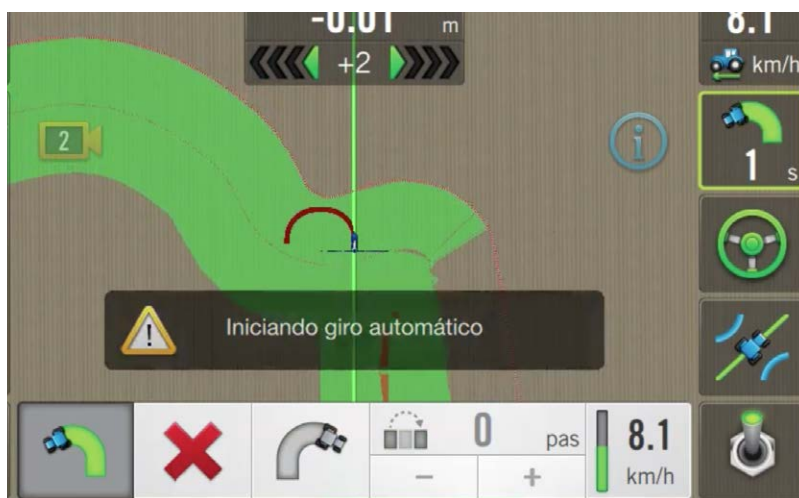 -0.01 m
+2
8.1
km/h
2
i
1 s
Iniciando giro automático
0 pas
− +
8.1
km/h